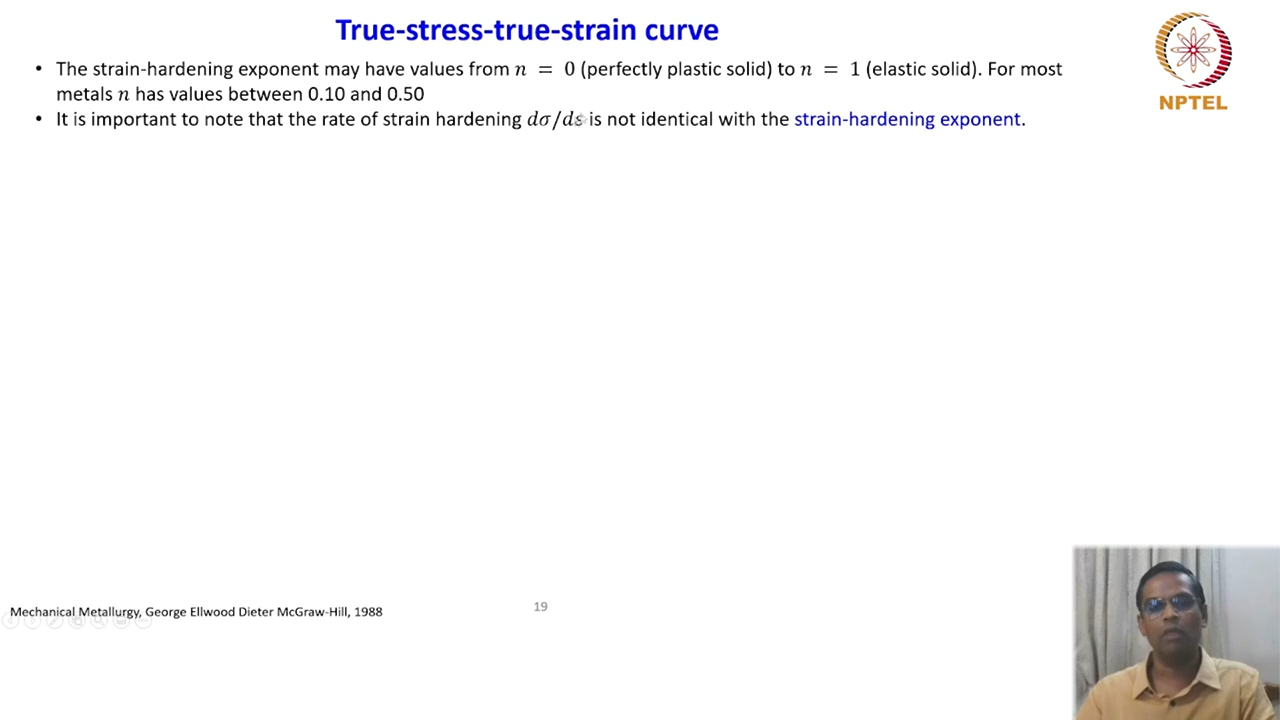 True-stress-true-strain curve
NPTEL
• The strain-hardening exponent may have values from n = 0 (perfectly plastic solid) to n = 1 (elastic solid). For most
metals n has values between 0.10 and 0.50
• It is important to note that the rate of strain hardening dσ/dε is not identical with the strain-hardening exponent.
Mechanical Metallurgy, George Ellwood Dieter McGraw-Hill, 1988
19